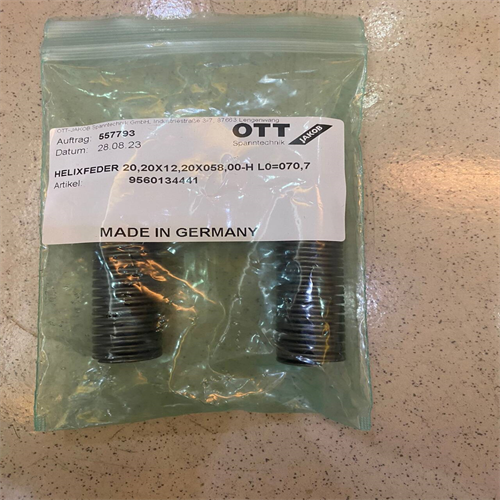 OTT-JAKOB Spanntechnik GmbH, Industriestraße 3-7, 87663 Lengenwang
Auftrag: 557793
Datum: 28.08.23
OTT JAKOB
Spanntechnik
HELIXFEDER 20,20X12,20X058,00-H L0=070,7
Artikel: 9560134441
MADE IN GERMANY